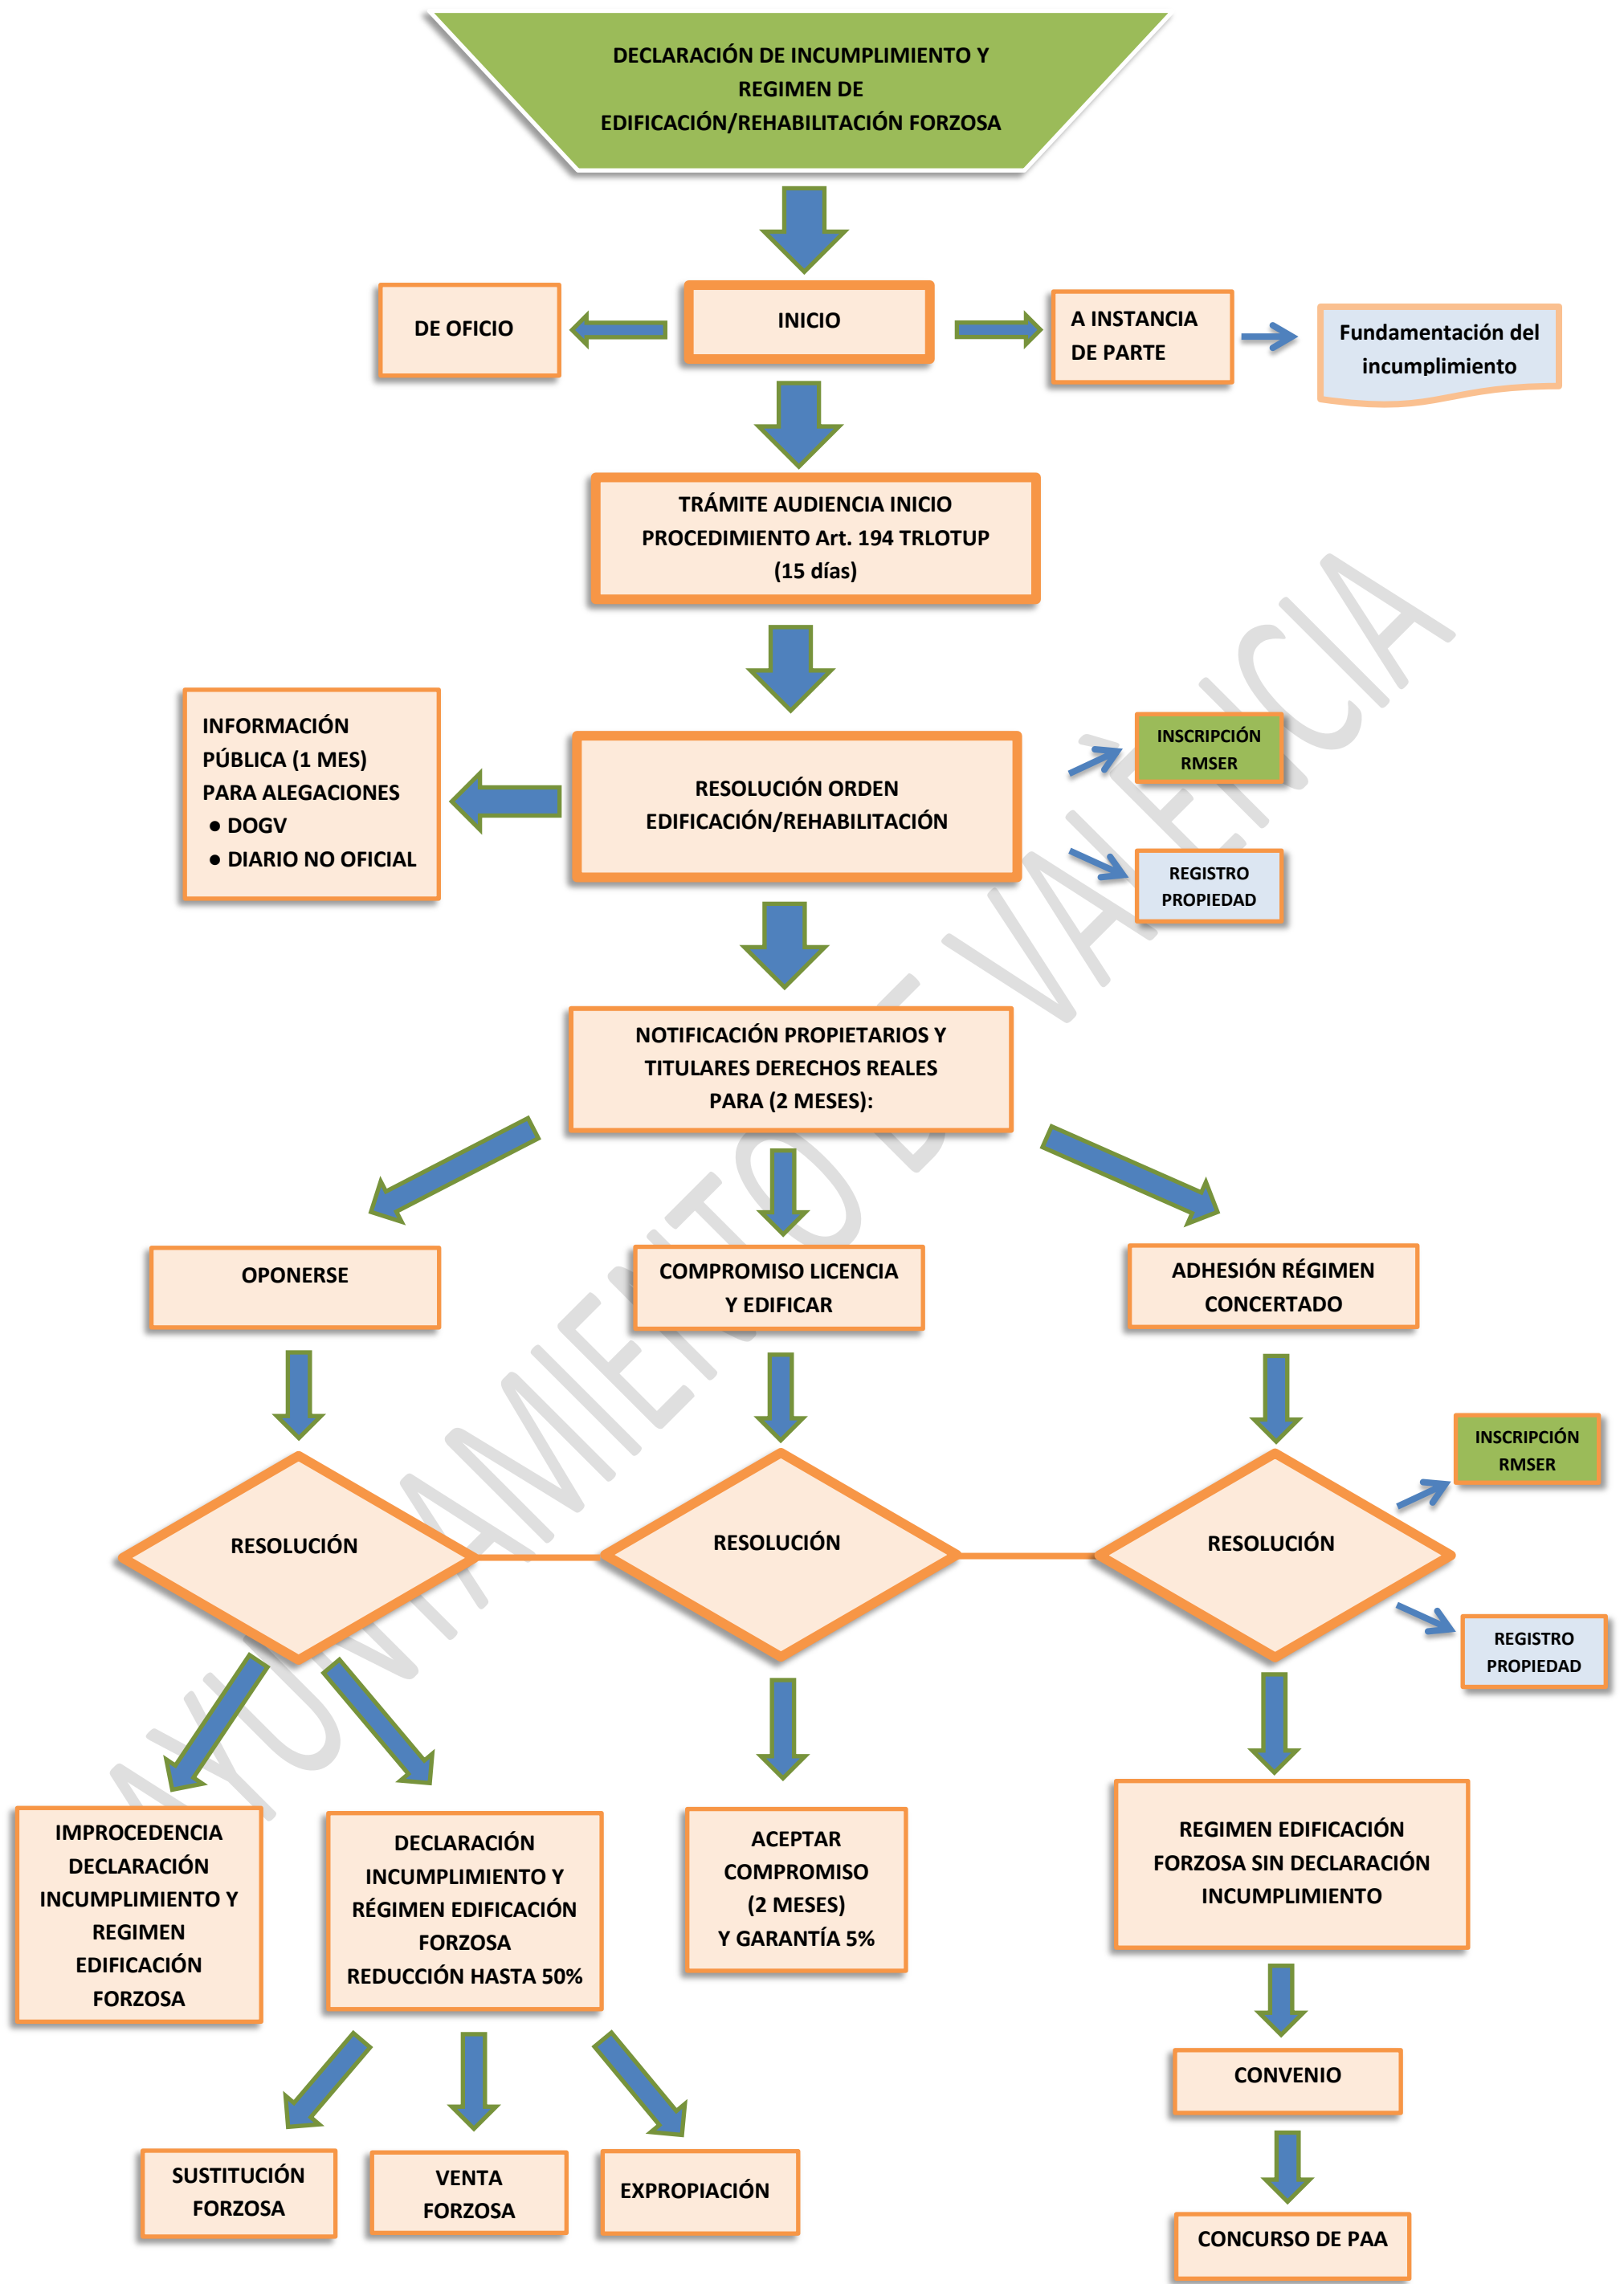 DECLARACIÓN DE INCUMPLIMIENTO Y
REGIMEN DE
EDIFICACIÓN/REHABILITACIÓN FORZOSA
DE OFICIO
INICIO
A INSTANCIA
DE PARTE
Fundamentación del
incumplimiento
TRÁMITE AUDIENCIA INICIO
PROCEDIMIENTO Art. 194 TRLOTUP
(15 días)
INFORMACIÓN
PÚBLICA (1 MES)
PARA ALEGACIONES
● DOGV
● DIARIO NO OFICIAL
RESOLUCIÓN ORDEN
EDIFICACIÓN/REHABILITACIÓN
INSCRIPCIÓN
RMSER
REGISTRO
PROPIEDAD
NOTIFICACIÓN PROPIETARIOS Y
TITULARES DERECHOS REALES
PARA (2 MESES):
OPONERSE
COMPROMISO LICENCIA
Y EDIFICAR
ADHESIÓN RÉGIMEN
CONCERTADO
RESOLUCIÓN
RESOLUCIÓN
RESOLUCIÓN
INSCRIPCIÓN
RMSER
REGISTRO
PROPIEDAD
IMPROCEDENCIA
DECLARACIÓN
INCUMPLIMIENTO Y
REGIMEN
EDIFICACIÓN
FORZOSA
DECLARACIÓN
INCUMPLIMIENTO Y
RÉGIMEN EDIFICACIÓN
FORZOSA
REDUCCIÓN HASTA 50%
ACEPTAR
COMPROMISO
(2 MESES)
Y GARANTÍA 5%
REGIMEN EDIFICACIÓN
FORZOSA SIN DECLARACIÓN
INCUMPLIMIENTO
SUSTITUCIÓN
FORZOSA
VENTA
FORZOSA
EXPROPIACIÓN
CONVENIO
CONCURSO DE PAA
AYUNTAMIENTO DE VALÈNCIA